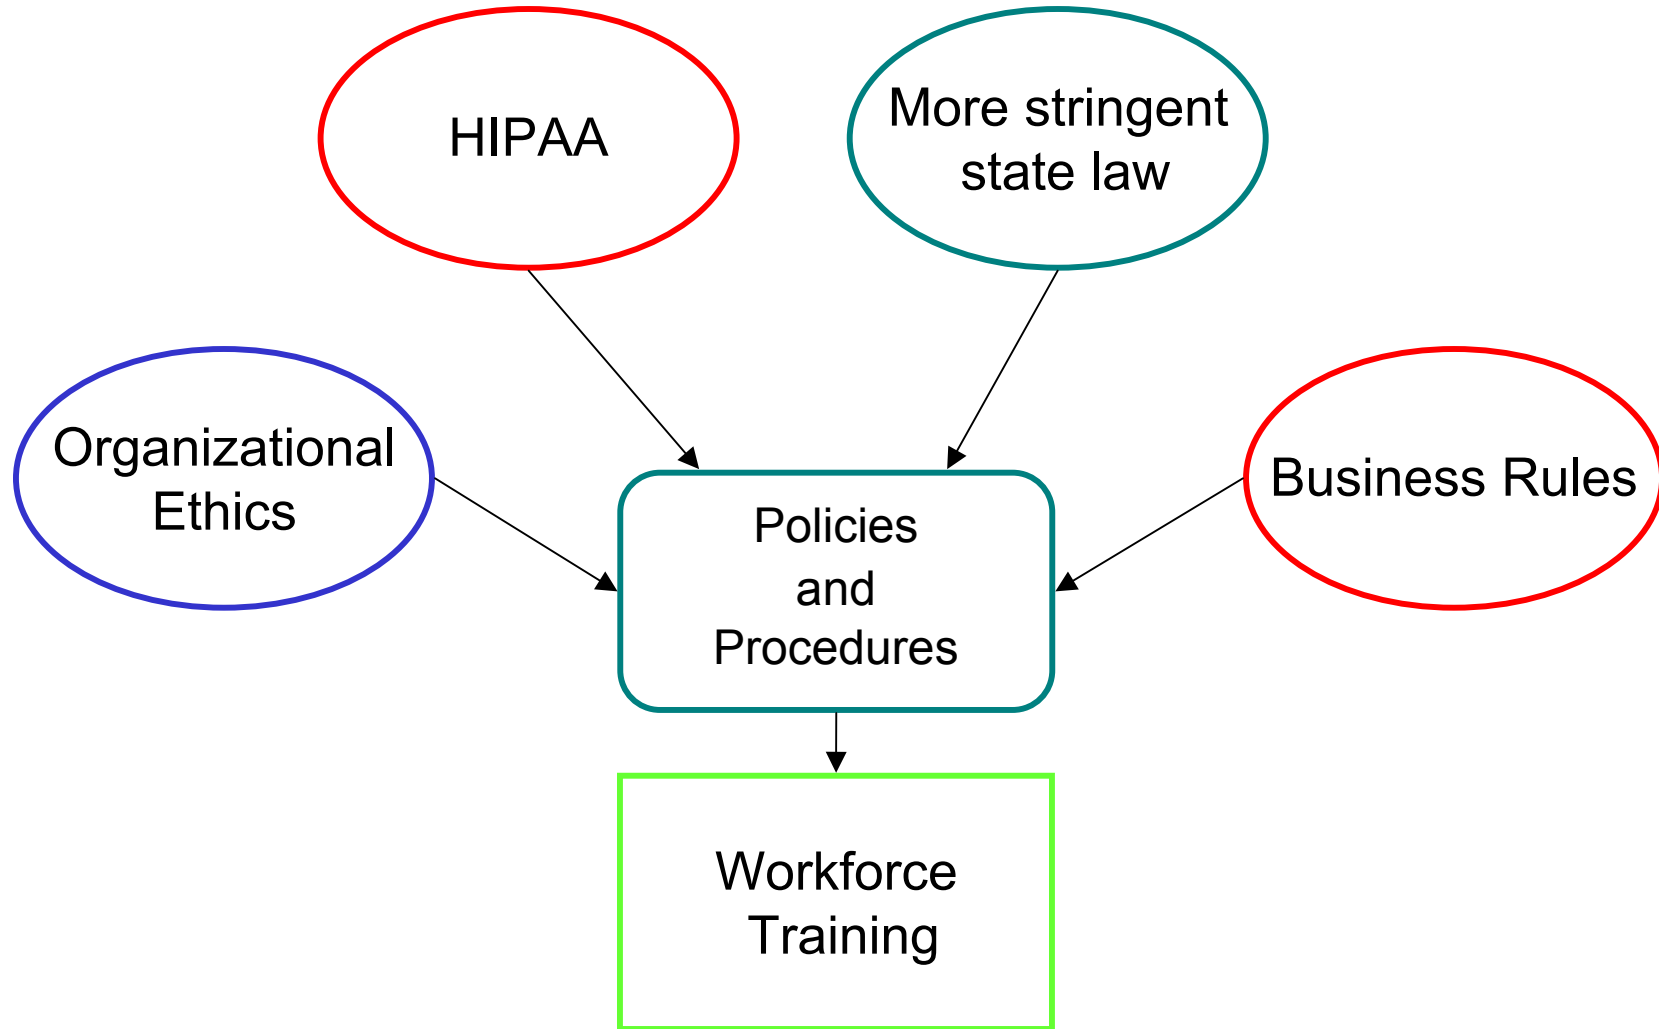 HIPAA
More stringent
state law
Organizational
Ethics
Business Rules
Policies
and
Procedures
Workforce
Training